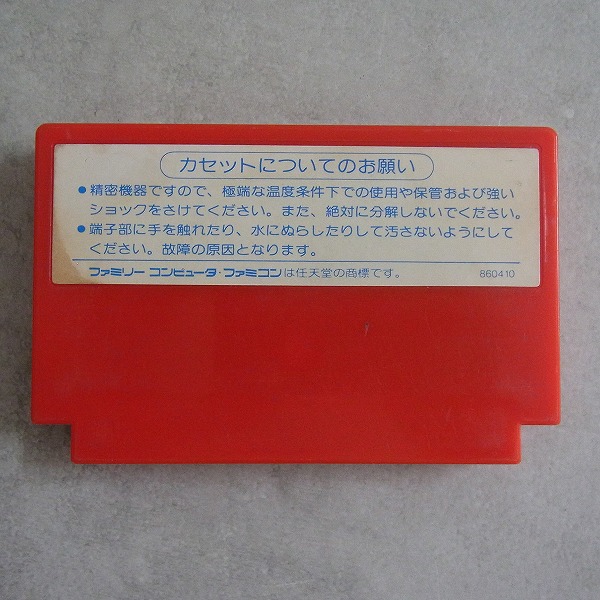 カセットについてのお願い
●精密機器ですので、極端な温度条件下での使用や保管および強い
ショックをさけてください。また、絶対に分解しないでください。
●端子部に手を触れたり、水にぬらしたりして汚さないようにして
ください。故障の原因となります。
ファミリー コンピュータ・ファミコンは任天堂の商標です。 860410